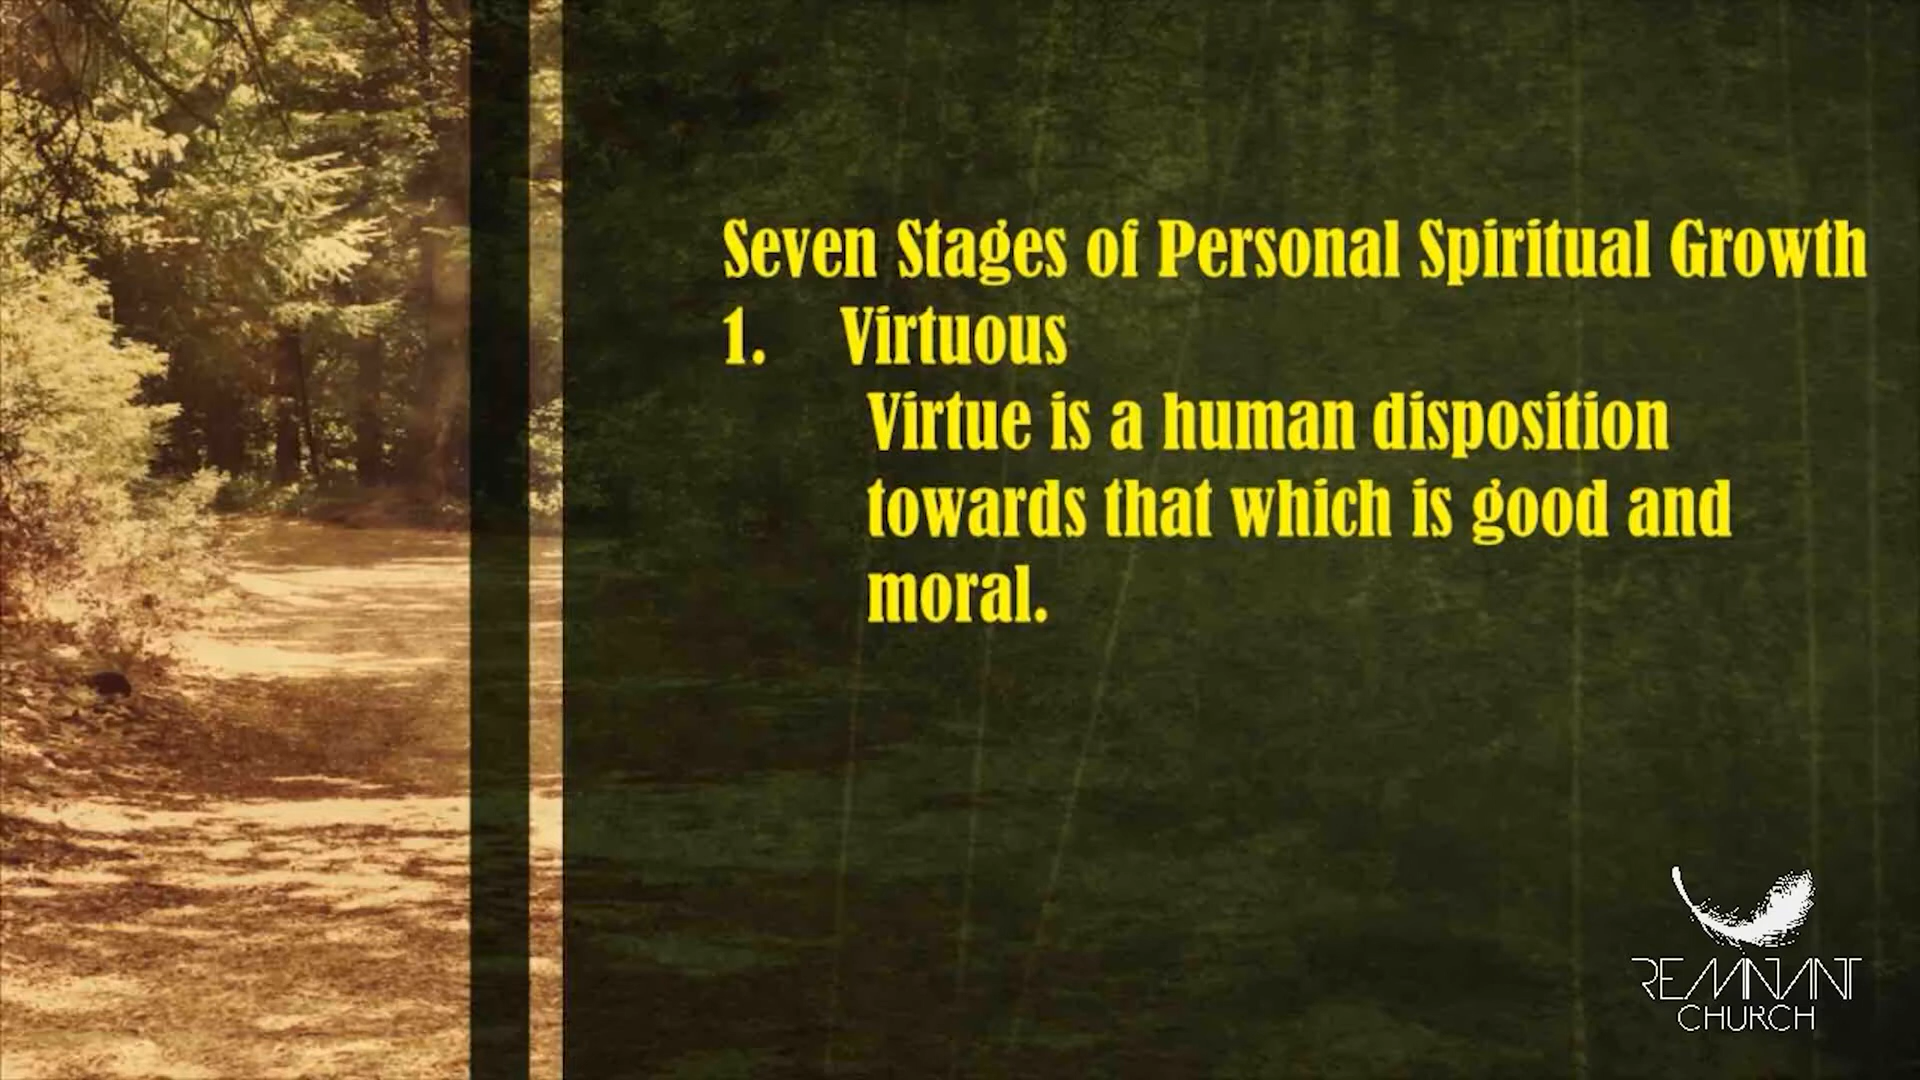 Seven Stages of Personal Spiritual Growth
1. Virtuous
Virtue is a human disposition
towards that which is good and
moral.
REMNANT
CHURCH